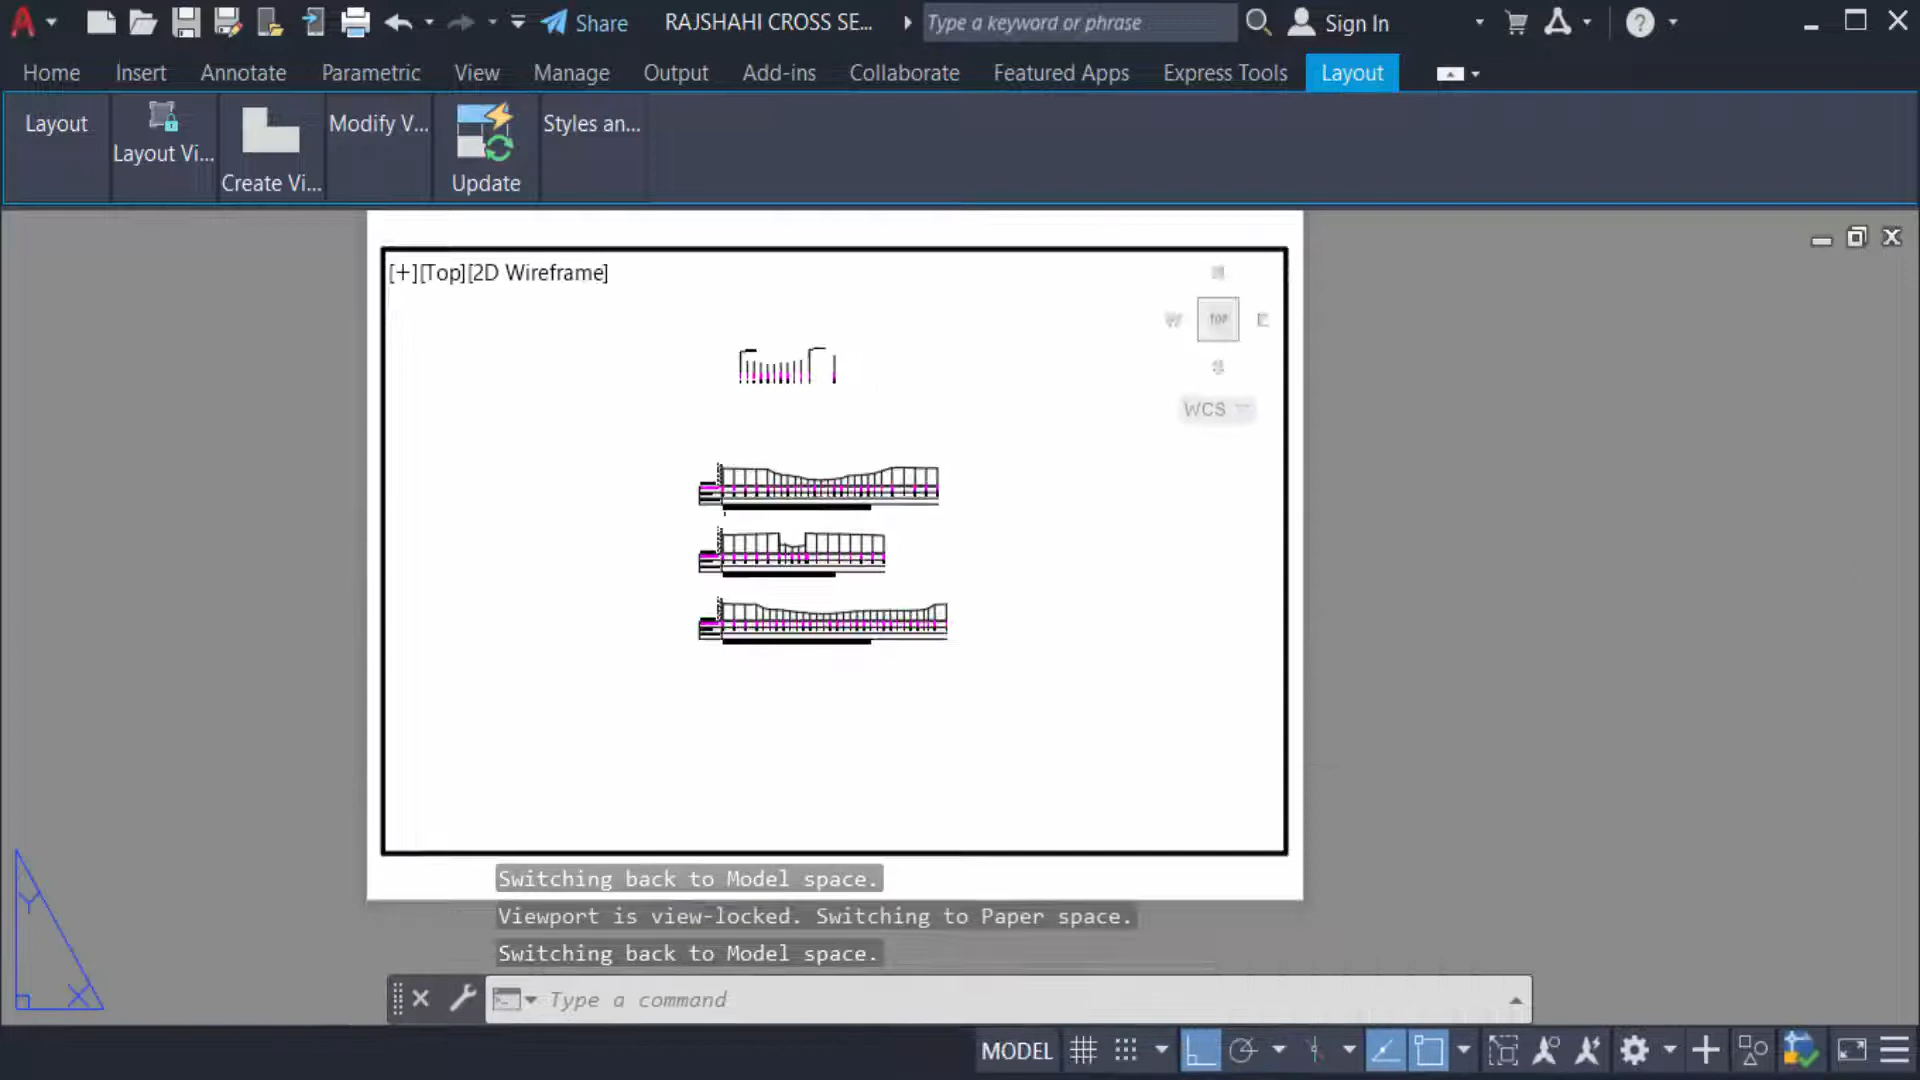 Share RAJSHAHI CROSS SE... Type a keyword or phrase Sign In
Home Insert Annotate Parametric View Manage Output Add-ins Collaborate Featured Apps Express Tools Layout
Layout Layout Vi... Create Vi... Modify V... Update Styles an...
[+][Top][2D Wireframe]
W TOP E
WCS
Switching back to Model space.
Viewport is view-locked. Switching to Paper space.
Switching back to Model space.
Y
X
Type a command
MODEL